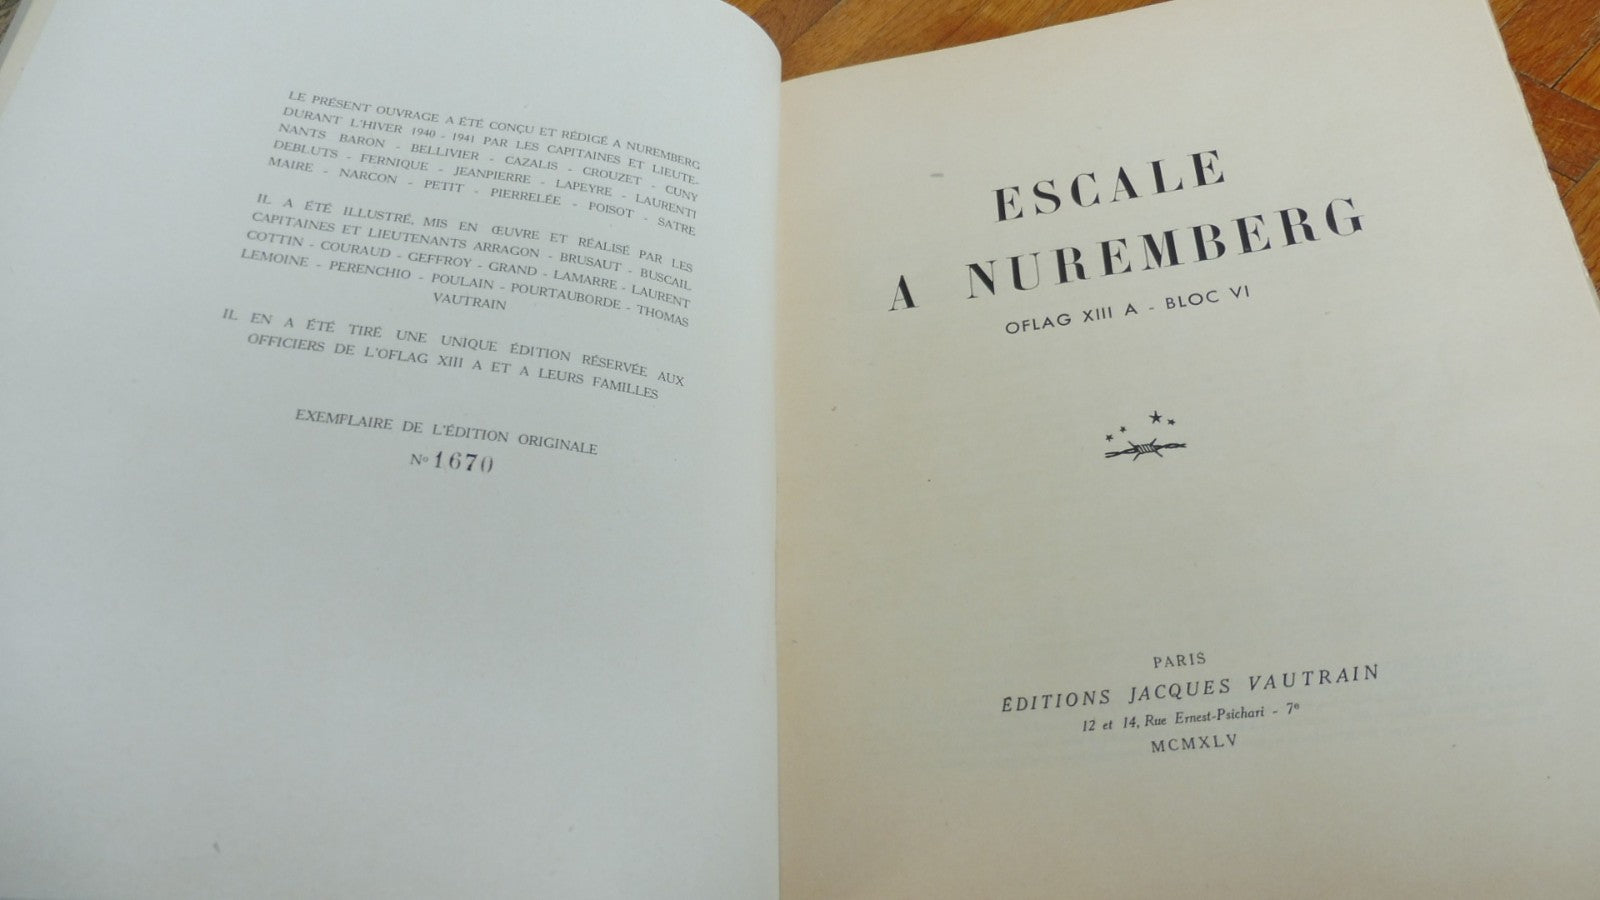 LE PRÉSENT OUVRAGE A ÉTÉ CONÇU ET RÉDIGÉ A NUREMBERG
DURANT L'HIVER 1940 - 1941 PAR LES CAPITAINES ET LIEUTE-
NANTS BARON - BELLIVIER - CAZALIS - CROUZET - CUNY
DEBLUTS - FERNIQUE - JEANPIERRE - LAPEYRE - LAURENTI
MAIRE - NARCON - PETIT - PIERRELÉE - POISOT - SATRE
IL A ÉTÉ ILLUSTRÉ, MIS EN ŒUVRE ET RÉALISÉ PAR LES
CAPITAINES ET LIEUTENANTS ARRAGON - BRUSAUT - BUSCAIL
COTTIN - COURAUD - GEFFROY - GRAND - LAMARRE - LAURENT
LEMOINE - PERENCHIO - POULAIN - POURTAUBORDE - THOMAS
VAUTRAIN
IL EN A ÉTÉ TIRÉ UNE UNIQUE ÉDITION RÉSERVÉE AUX
OFFICIERS DE L'OFLAG XIII A ET A LEURS FAMILLES
EXEMPLAIRE DE L'ÉDITION ORIGINALE
Nº 1670
ESCALE
A NUREMBERG
OFLAG XIII A - BLOC VI
PARIS
ÉDITIONS JACQUES VAUTRAIN
12 et 14, Rue Ernest-Psichari - 7e
MCMXLV